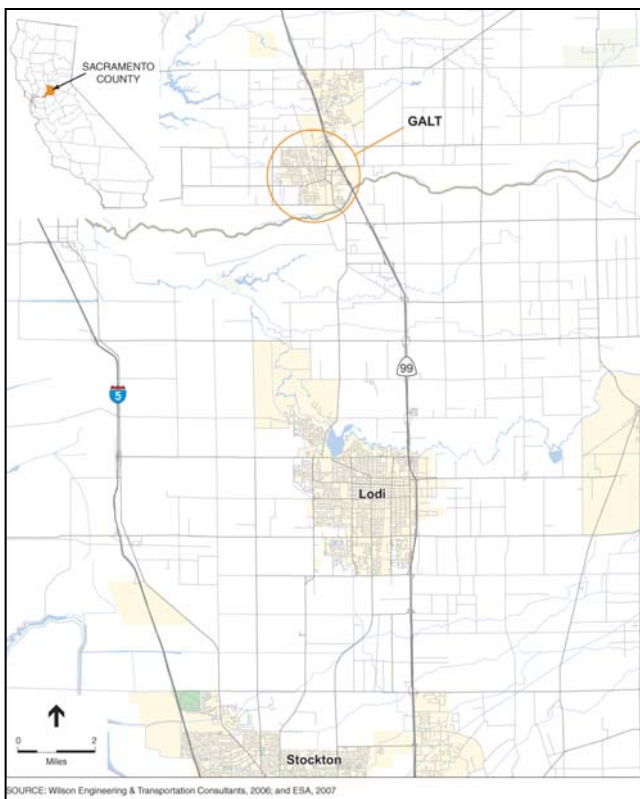 SACRAMENTO
COUNTY
GALT
99
5
Lodi
0 2
Miles
Stockton
SOURCE: Wilson Engineering & Transportation Consultants, 2006; and ESA, 2007